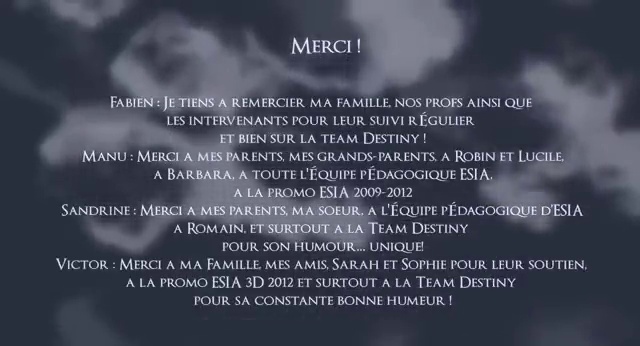 Merci !
Fabien : Je tiens a remercier ma famille, nos profs ainsi que
les intervenants pour leur suivi rÉgulier
et bien sur la team Destiny !
Manu : Merci a mes parents, mes grands-parents, a Robin et Lucile,
a Barbara, a toute l'Équipe pÉdagogique ESIA,
a la promo ESIA 2009-2012
Sandrine : Merci a mes parents, ma soeur, a l'Équipe pÉdagogique d'ESIA
a Romain, et surtout a la Team Destiny
pour son humour... unique!
Victor : Merci a ma Famille, mes amis, Sarah et Sophie pour leur soutien,
a la promo ESIA 3D 2012 et surtout a la Team Destiny
pour sa constante bonne humeur !